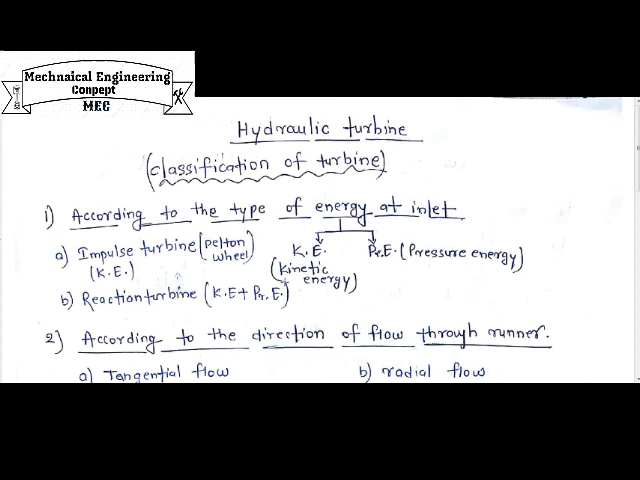 Mechnaical Engineering
Conpept
MEC
Hydraulic turbine
(classification of turbine)
1) According to the type of energy at inlet
a) Impulse turbine (pelton wheel)
(K.E.)
K.E.
(kinetic energy)
Pr.E. (Pressure energy)
b) Reaction turbine (K.E + Pr. E.)
2) According to the direction of flow through runner.
a) Tangential flow
b) radial flow